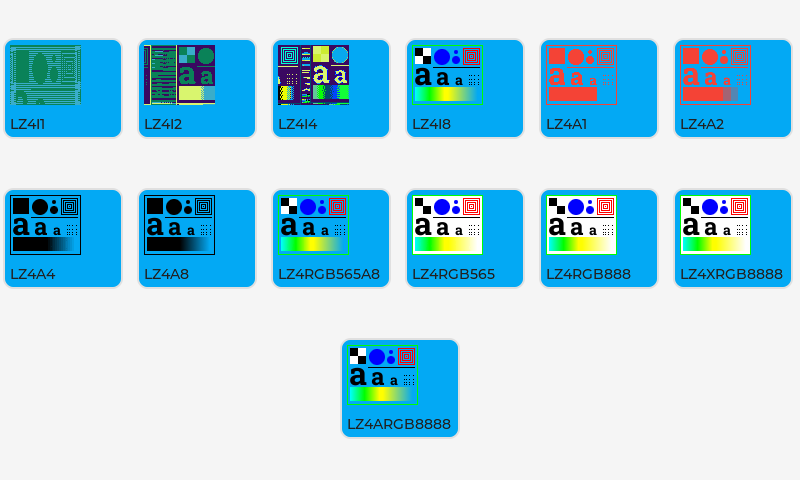 LZ4I1
a a
LZ4I2
a a
LZ4I4
a a a
LZ4I8
a a a
LZ4A1
a a a
LZ4A2
a a a
LZ4A4
a a a
LZ4A8
a a a
LZ4RGB565A8
a a a
LZ4RGB565
a a a
LZ4RGB888
a a a
LZ4XRGB8888
a a a
LZ4ARGB8888